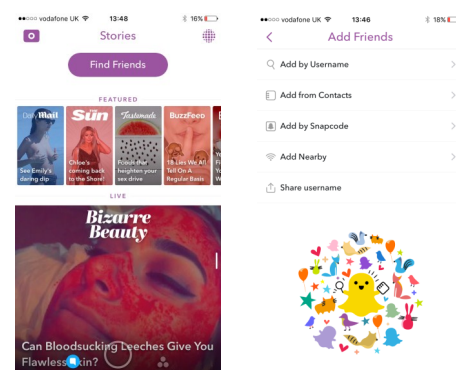 vodafone UK 13:48 16%
Stories
Find Friends
FEATURED
Daily Mail
See Emily's
daring dip
THE
Sun
Chloe's
coming back
to the Shore!
Tastemade
Foods that
heighten your
sex drive
BuzzFeed
18 Lies We All
Tell On A
Regular Basis
LIVE
Bizarre
Beauty
Can Bloodsucking Leeches Give You
Flawless Skin?
vodafone UK 13:46 18%
Add Friends
Add by Username
Add from Contacts
Add by Snapcode
Add Nearby
Share username